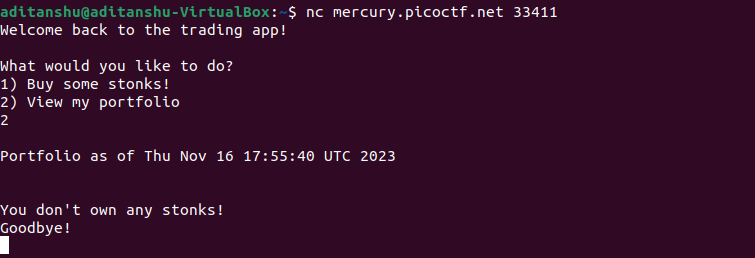 aditanshu@aditanshu-VirtualBox:~$ nc mercury.picoctf.net 33411
Welcome back to the trading app!
What would you like to do?
1) Buy some stonks!
2) View my portfolio
2
Portfolio as of Thu Nov 16 17:55:40 UTC 2023
You don't own any stonks!
Goodbye!